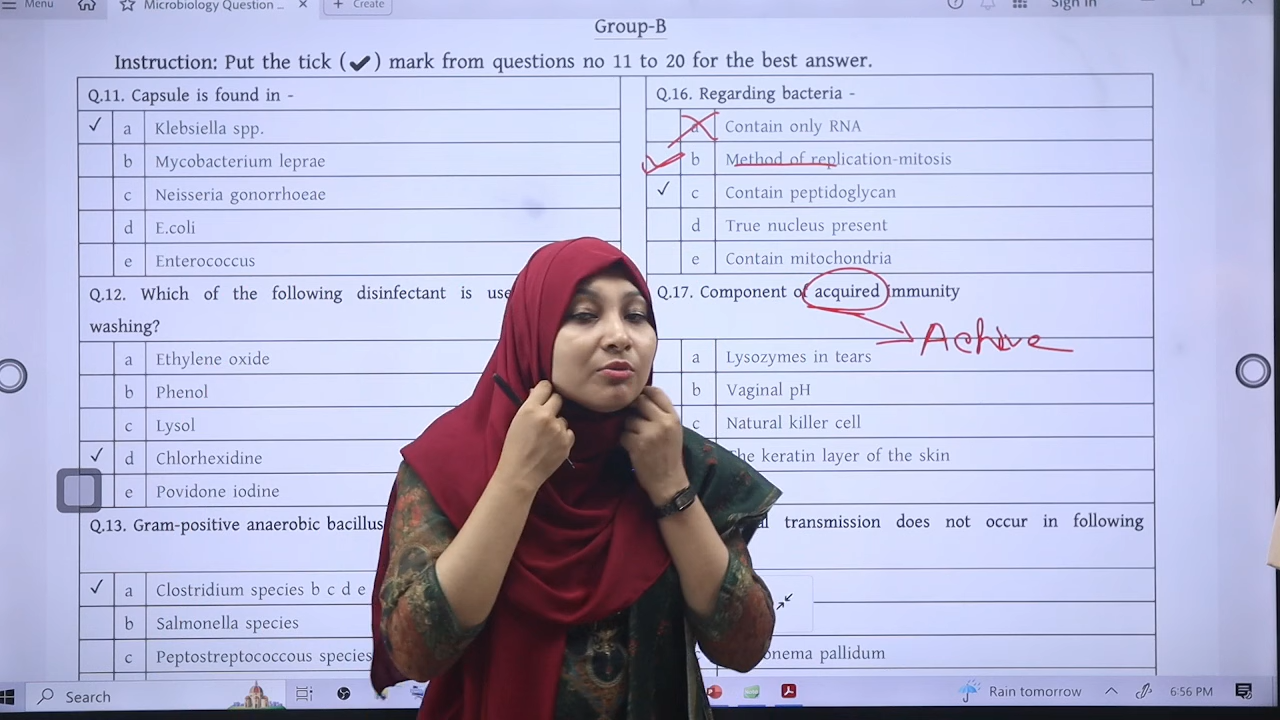 Menu
Microbiology Question ...
Create
Sign in
Group-B
Instruction: Put the tick (✔) mark from questions no 11 to 20 for the best answer.
Q.11. Capsule is found in -
✓ a Klebsiella spp.
b Mycobacterium leprae
c Neisseria gonorrhoeae
d E.coli
e Enterococcus
Q.12. Which of the following disinfectant is
washing?
a Ethylene oxide
b Phenol
c Lysol
✓ d Chlorhexidine
e Povidone iodine
Q.13. Gram-positive anaerobic bacillus
✓ a Clostridium species b c d e
b Salmonella species
c Peptostreptococcous species
Q.16. Regarding bacteria -
a Contain only RNA
b Method of replication-mitosis
✓ c Contain peptidoglycan
d True nucleus present
e Contain mitochondria
Q.17. Component of acquired immunity
Active
a Lysozymes in tears
b Vaginal pH
c Natural killer cell
The keratin layer of the skin
transmission does not occur in following
pallidum
Search
Rain tomorrow
6:56 PM